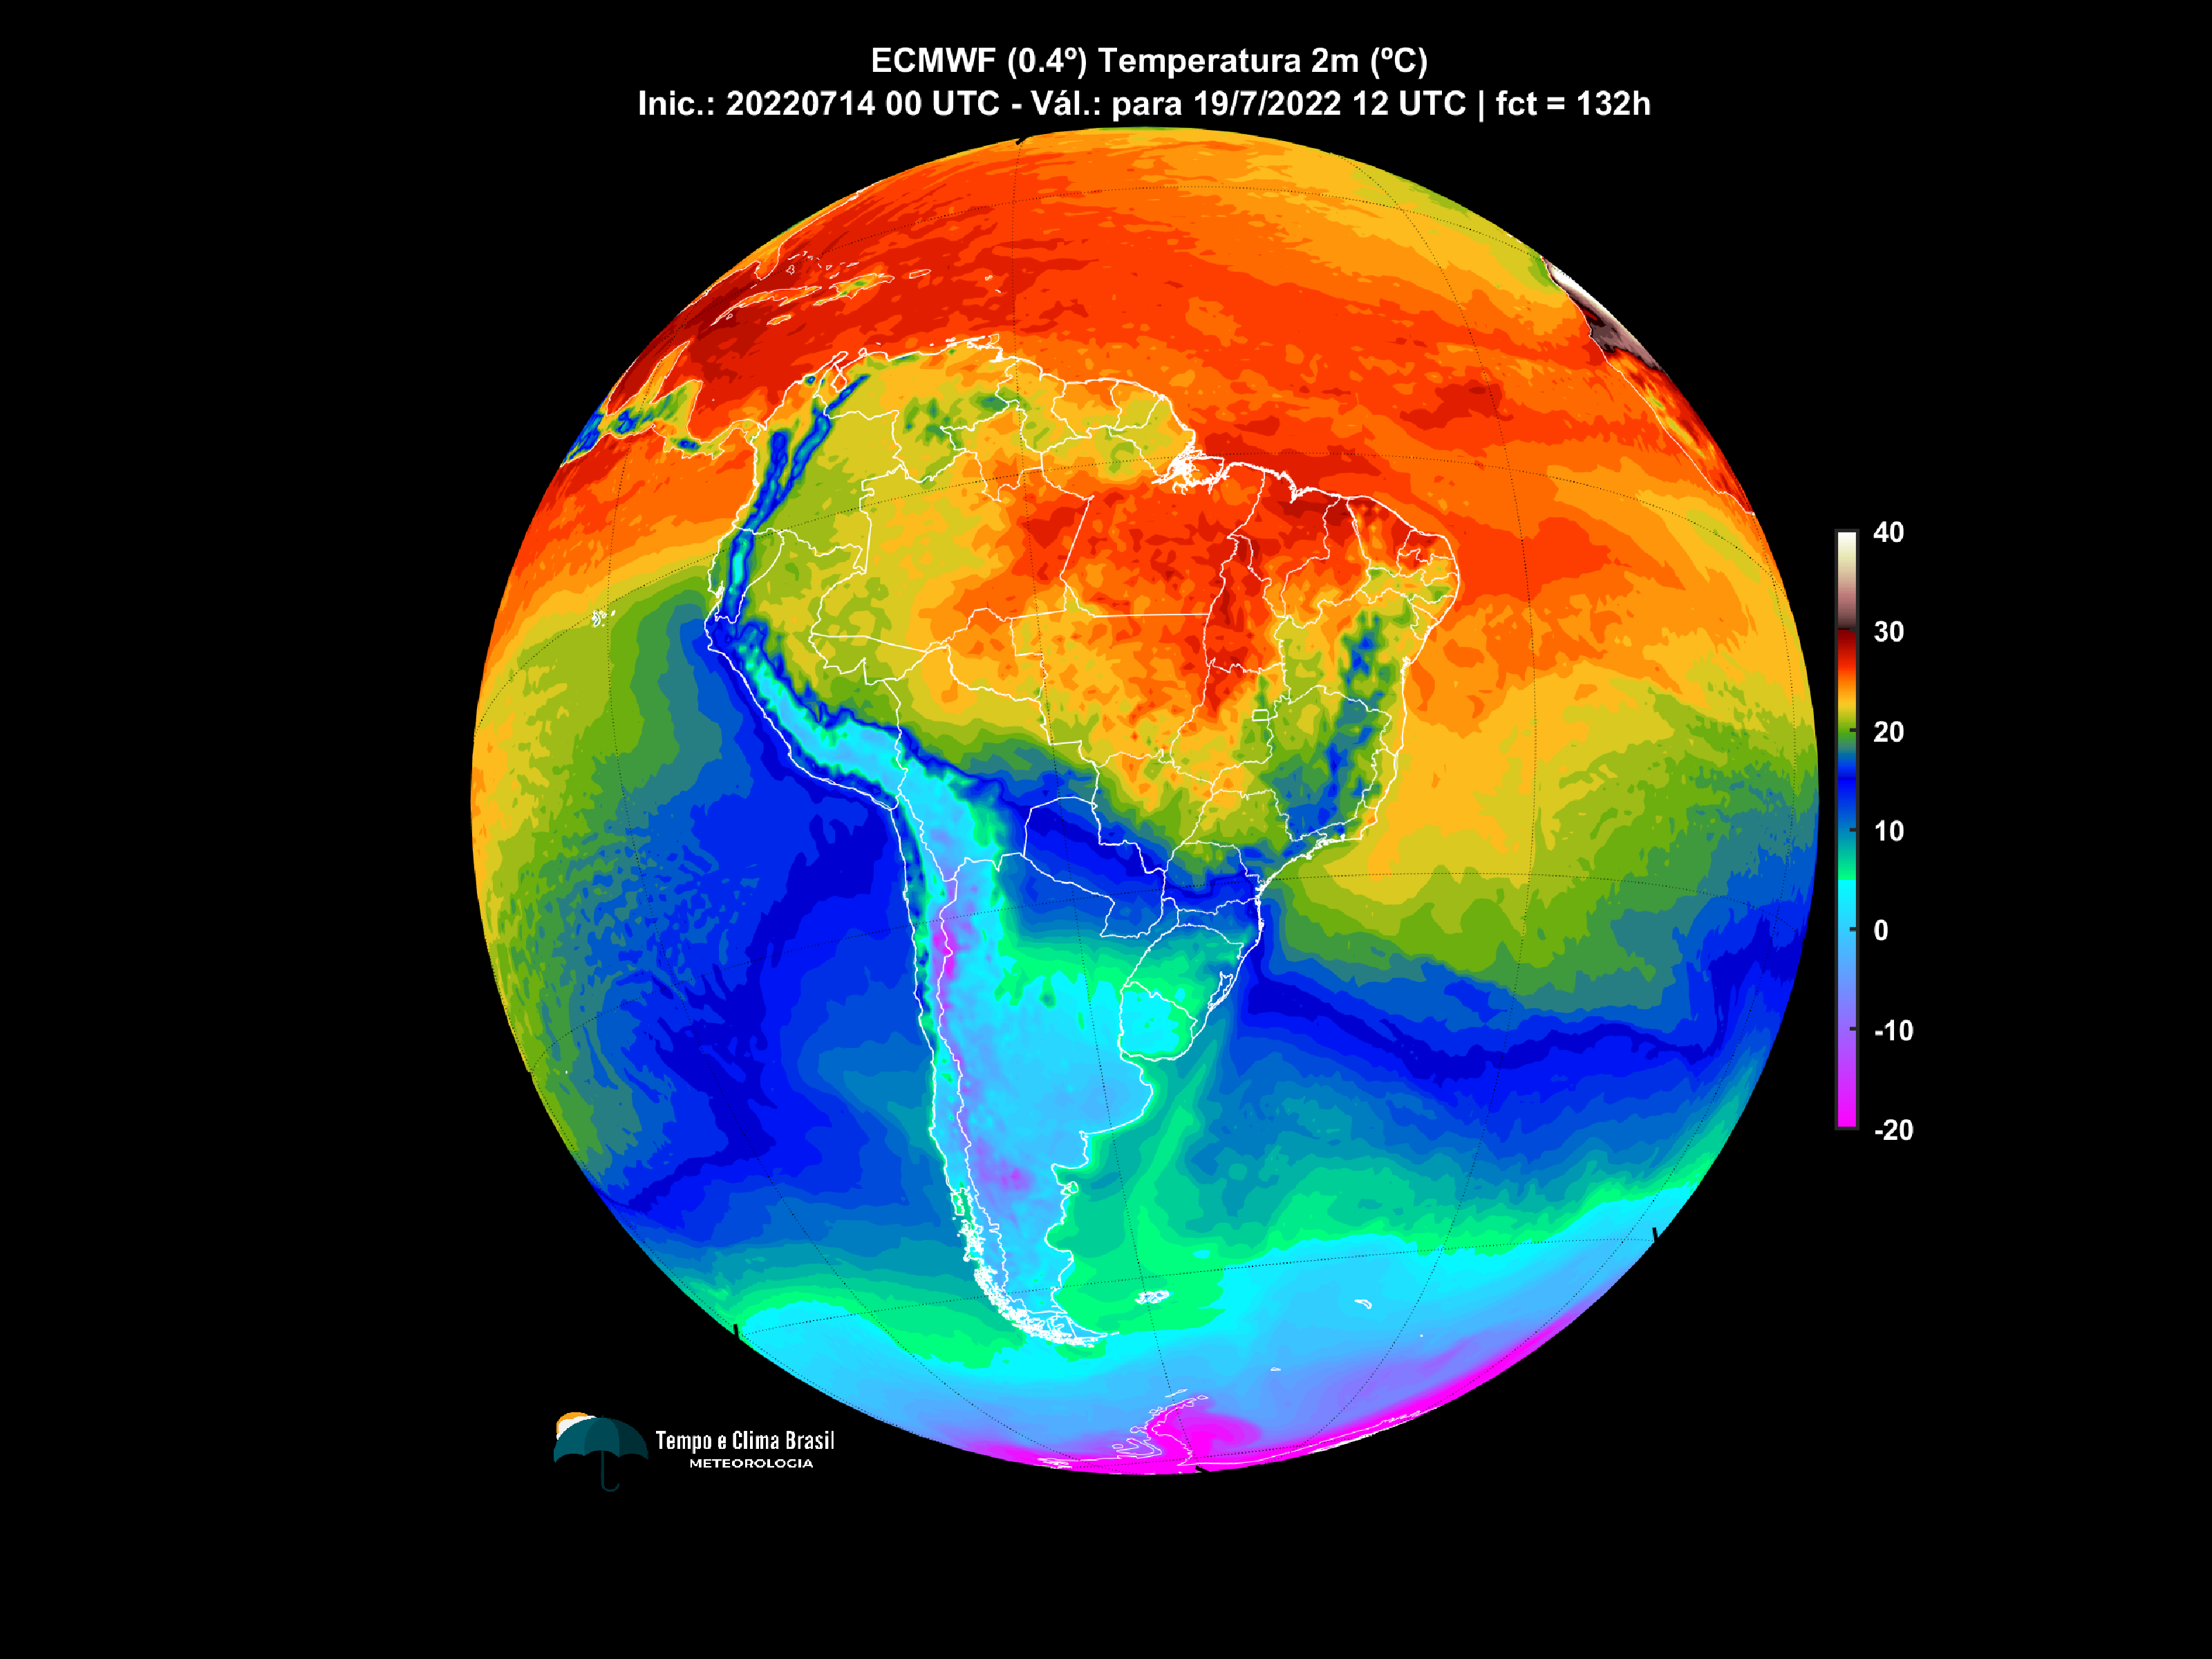 ECMWF (0.4º) Temperatura 2m (ºC)
Inic.: 20220714 00 UTC - Vál.: para 19/7/2022 12 UTC | fct = 132h
40
30
20
10
0
-10
-20
Tempo e Clima Brasil
METEOROLOGIA